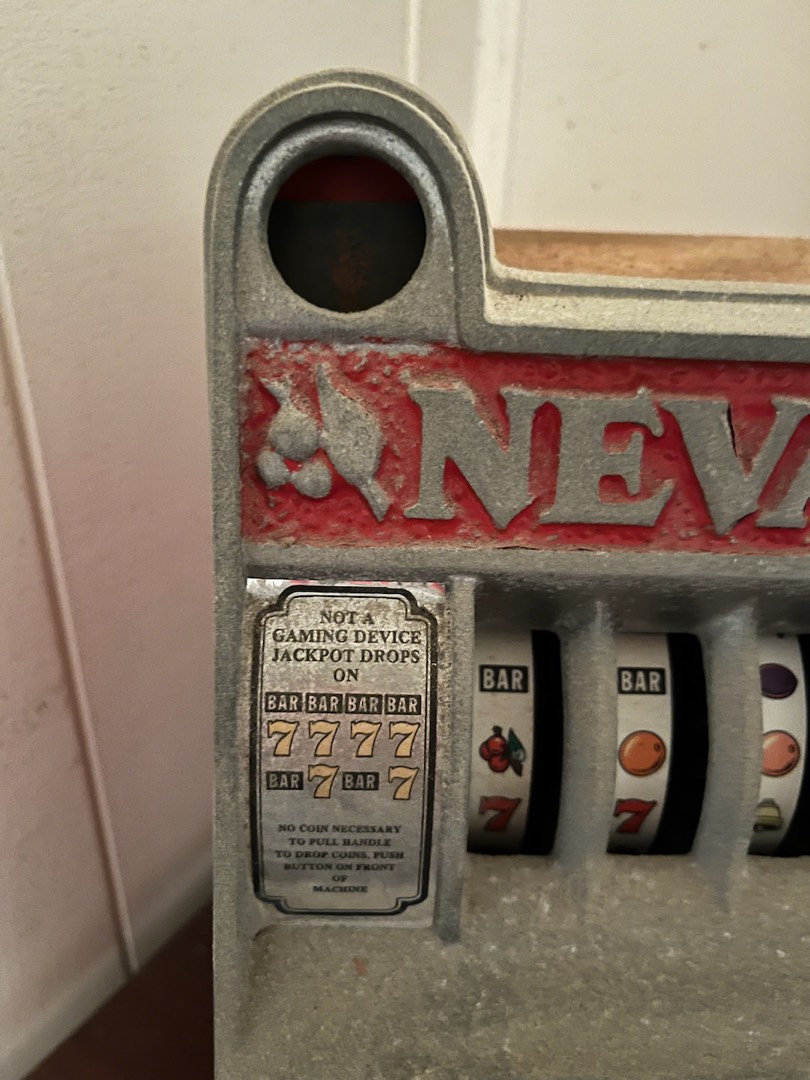 NEVA
NOT A
GAMING DEVICE
JACKPOT DROPS
ON
BAR BAR BAR BAR
7 7 7 7
BAR 7 BAR 7
NO COIN NECESSARY
TO PULL HANDLE
TO DROP COINS, PUSH
BUTTON ON FRONT
OF
MACHINE
BAR BAR
7 7